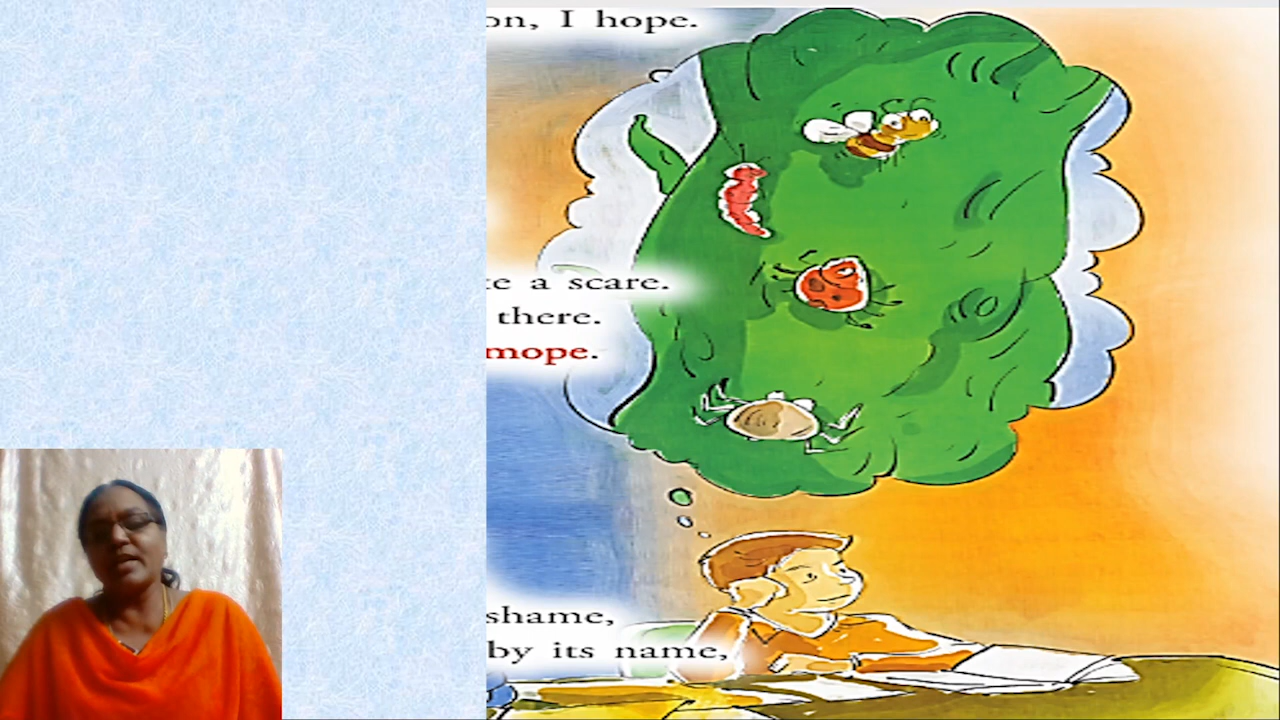 on, I hope.
e a scare.
there.
mope.
shame,
by its name,